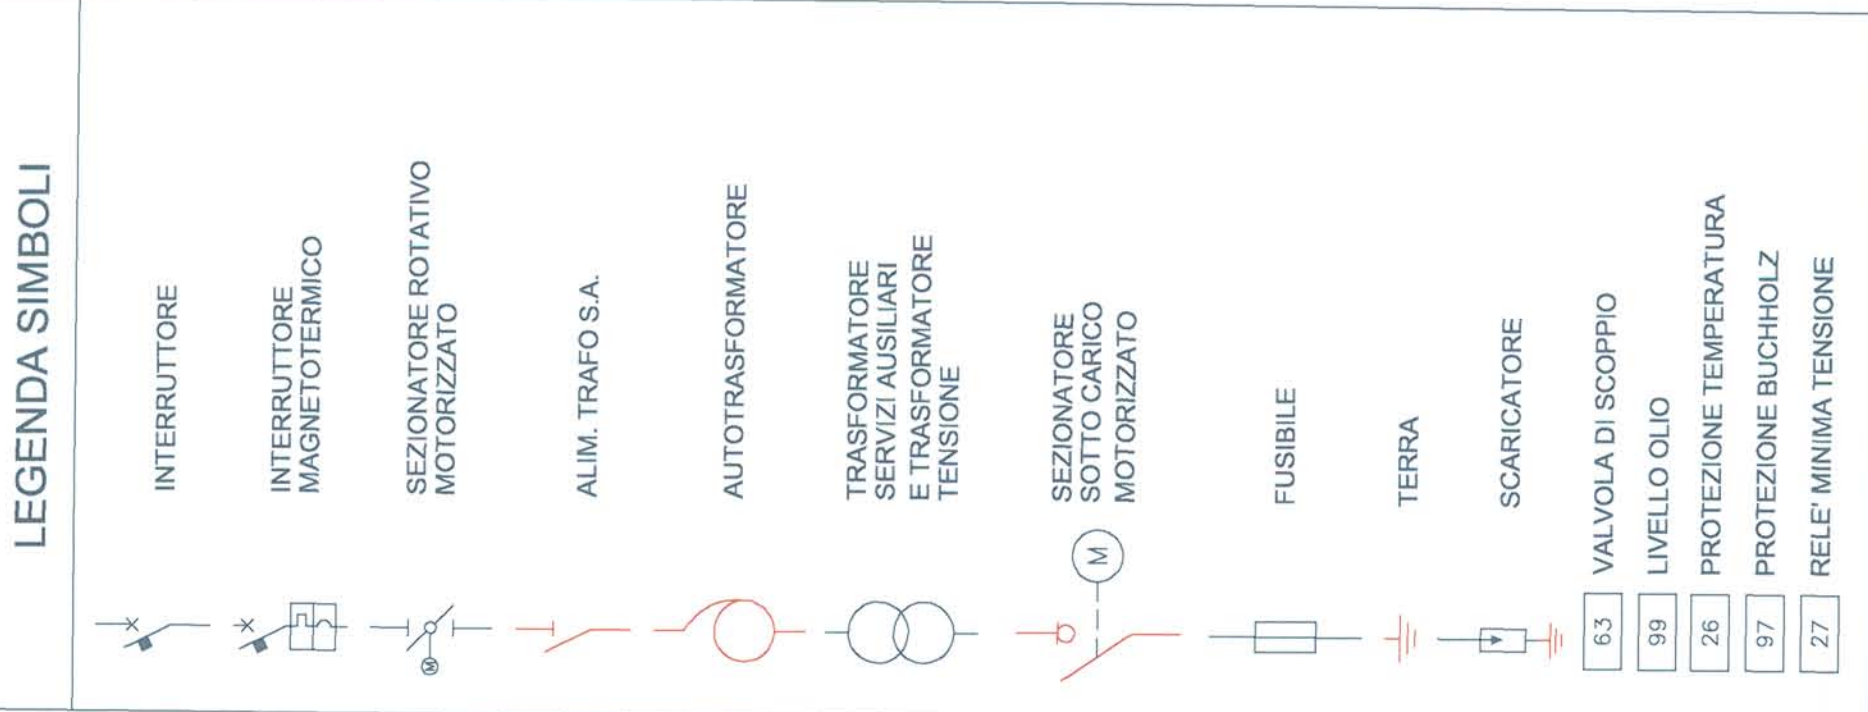 LEGENDA SIMBOLI
INTERRUTTORE
INTERRUTTORE
MAGNETOTERMICO
M
SEZIONATORE ROTATIVO
MOTORIZZATO
ALIM. TRAFO S.A.
AUTOTRASFORMATORE
TRASFORMATORE
SERVIZI AUSILIARI
E TRASFORMATORE
TENSIONE
M
SEZIONATORE
SOTTO CARICO
MOTORIZZATO
FUSIBILE
TERRA
SCARICATORE
63 VALVOLA DI SCOPPIO
99 LIVELLO OLIO
26 PROTEZIONE TEMPERATURA
97 PROTEZIONE BUCHHOLZ
27 RELE' MINIMA TENSIONE